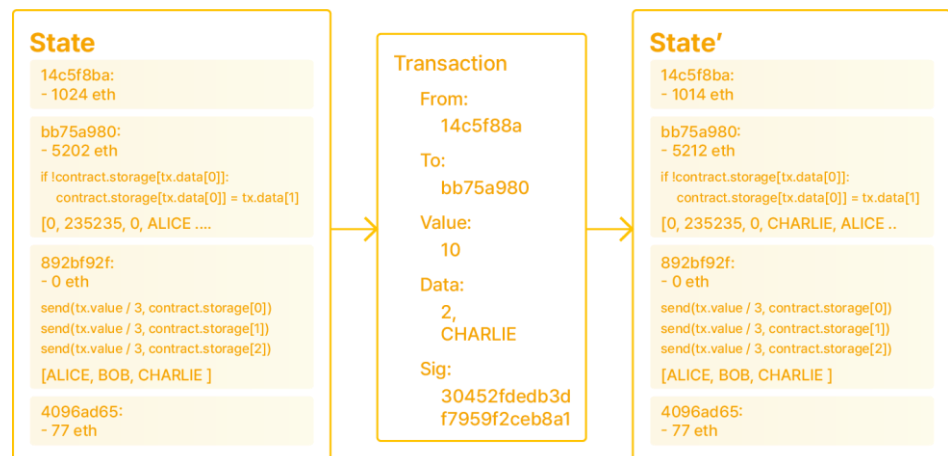 State
14c5f8ba:
- 1024 eth
bb75a980:
- 5202 eth
if !contract.storage[tx.data[0]]:
contract.storage[tx.data[0]] = tx.data[1]
[0, 235235, 0, ALICE ....
892bf92f:
- 0 eth
send(tx.value / 3, contract.storage[0])
send(tx.value / 3, contract.storage[1])
send(tx.value / 3, contract.storage[2])
[ALICE, BOB, CHARLIE ]
4096ad65:
- 77 eth
Transaction
From:
14c5f88a
To:
bb75a980
Value:
10
Data:
2,
CHARLIE
Sig:
30452fdedb3d
f7959f2ceb8a1
State’
14c5f8ba:
- 1014 eth
bb75a980:
- 5212 eth
if !contract.storage[tx.data[0]]:
contract.storage[tx.data[0]] = tx.data[1]
[0, 235235, 0, CHARLIE, ALICE ..
892bf92f:
- 0 eth
send(tx.value / 3, contract.storage[0])
send(tx.value / 3, contract.storage[1])
send(tx.value / 3, contract.storage[2])
[ALICE, BOB, CHARLIE ]
4096ad65:
- 77 eth